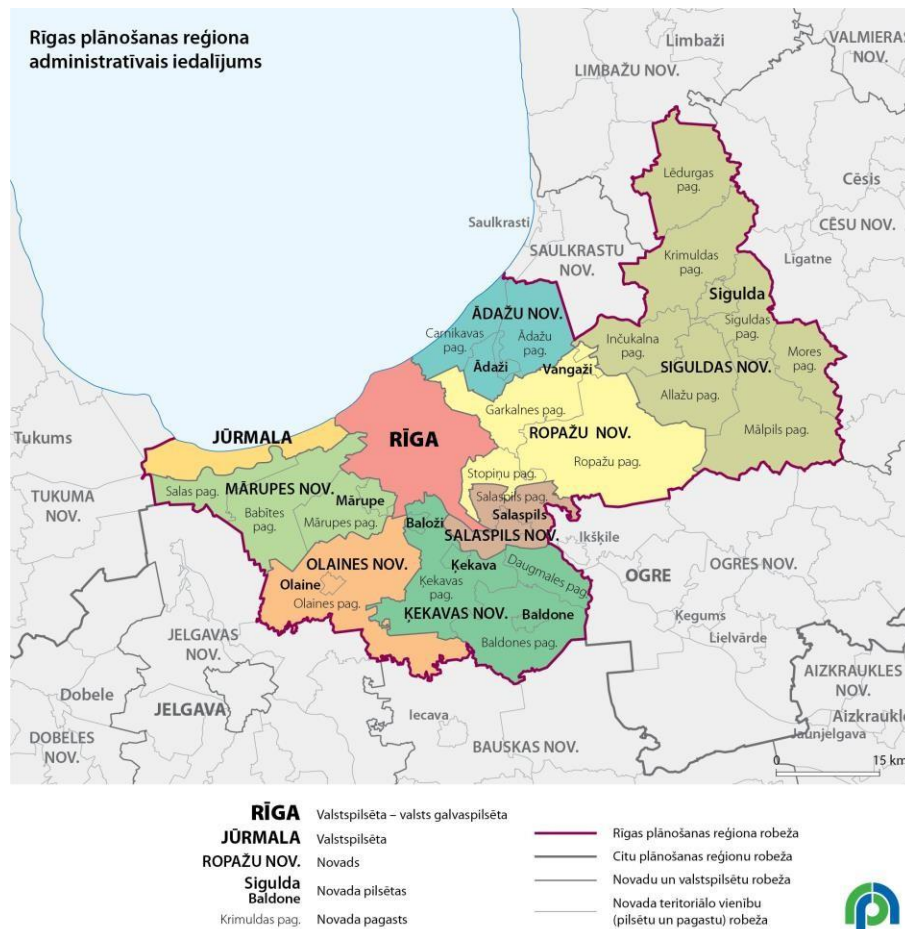 Rīgas plānošanas reģiona
administratīvais iedalījums
Limbaži
VALMIERAS
NOV.
LIMBAŽU NOV.
Lēdurgas
pag.
Cēsis
CĒSU NOV.
Saulkrasti
SAULKRASTU
NOV.
Krimuldas
pag.
Līgatne
Sigulda
Siguldas
pag.
ĀDAŽU NOV.
Carnikavas
pag.
Ādažu
pag.
Ādaži
Vangaži
Inčukalna
pag.
SIGULDAS NOV.
Mores
pag.
Allažu pag.
Mālpils pag.
Garkalnes pag.
ROPAŽU NOV.
Ropažu pag.
Stopiņu pag.
RĪGA
JŪRMALA
Tukums
TUKUMA
NOV.
Salas pag.
MĀRUPES NOV.
Babītes
pag.
Mārupe
Mārupes pag.
Salaspils pag.
Salaspils
SALASPILS NOV.
Baloži
Ikšķile
OLAINES NOV.
Olaine
Olaines pag.
Ķekava
Ķekavas
pag.
Daugmales pag.
ĶEKAVAS NOV.
Baldone
Baldones pag.
OGRE
OGRES NOV.
Ķegums
Lielvārde
JELGAVAS
NOV.
Dobele
JELGAVA
DOBELES
NOV.
Iecava
BAUSKAS NOV.
AIZKRAUKLES
NOV.
Aizkraukle
Jaunjelgava
0 15 km
RĪGA Valstspilsēta – valsts galvaspilsēta
JŪRMALA Valstspilsēta
ROPAŽU NOV. Novads
Sigulda
Baldone
Novada pilsētas
Krimuldas pag. Novada pagasts
Rīgas plānošanas reģiona robeža
Citu plānošanas reģionu robeža
Novadu un valstspilsētu robeža
Novada teritoriālo vienību
(pilsētu un pagastu) robeža